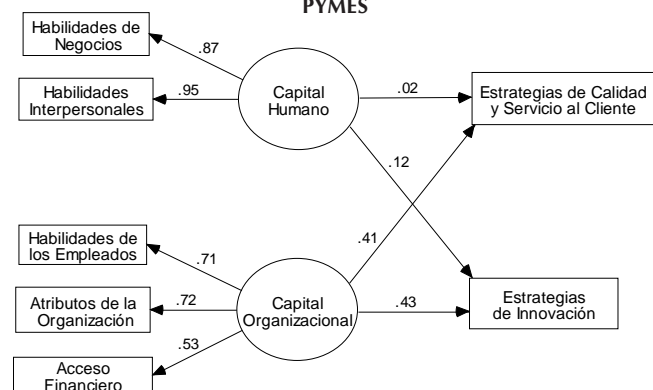 PYMES
Habilidades de
Negocios
.87
Habilidades
Interpersonales
.95
Capital
Humano
.02
Estrategias de Calidad
y Servicio al Cliente
.12
Habilidades de
los Empleados
.71
.41
Atributos de la
Organización
.72
Capital
Organizacional
.43
Estrategias
de Innovación
.53
Acceso
Financiero